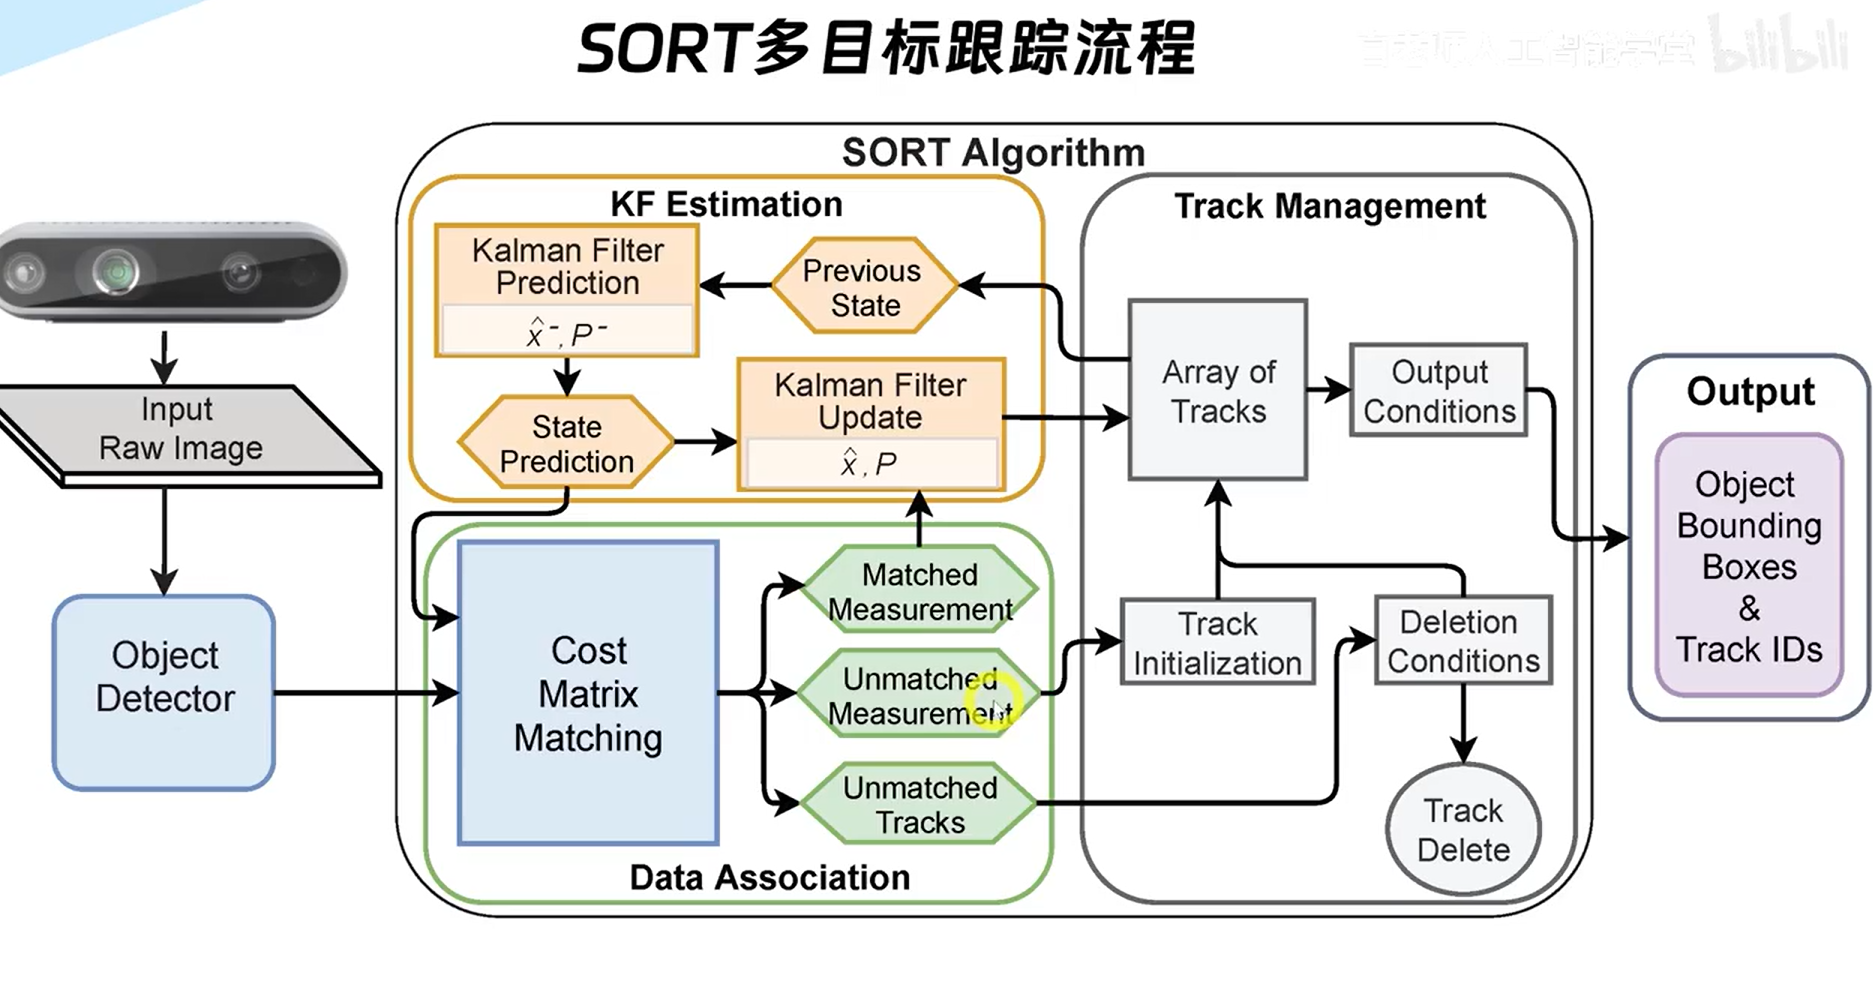 SORT多目标跟踪流程
bilibili
SORT Algorithm
KF Estimation
Kalman Filter
Prediction
x̂⁻, P⁻
Previous
State
State
Prediction
Kalman Filter
Update
x̂, P
Track Management
Array of
Tracks
Output
Conditions
Track
Initialization
Deletion
Conditions
Track
Delete
Input
Raw Image
Object
Detector
Cost
Matrix
Matching
Matched
Measurement
Unmatched
Measurement
Unmatched
Tracks
Data Association
Output
Object
Bounding
Boxes
&
Track IDs